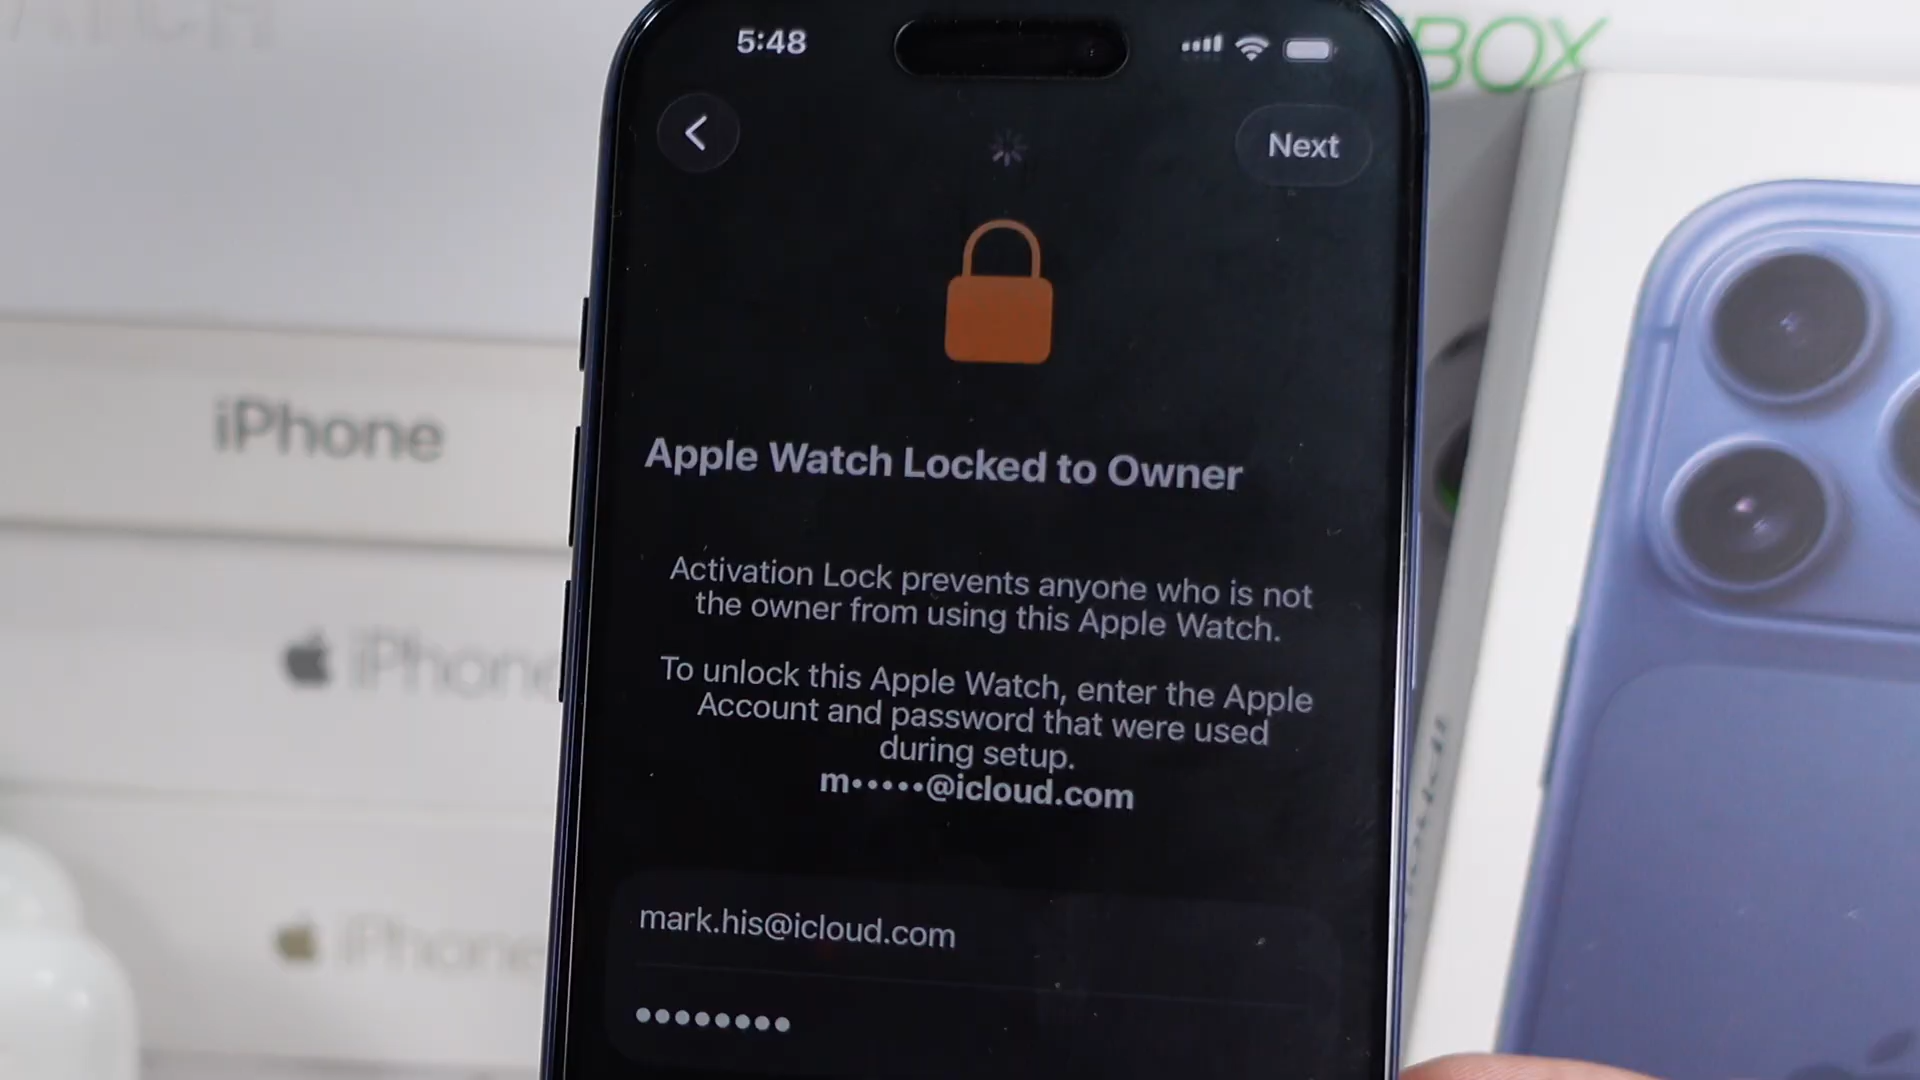 5:48
BOX
Next
iPhone
Apple Watch Locked to Owner
Activation Lock prevents anyone who is not
the owner from using this Apple Watch.
To unlock this Apple Watch, enter the Apple
Account and password that were used
during setup.
m•••••@icloud.com
iPhone
mark.his@icloud.com
iPhone
••••••••